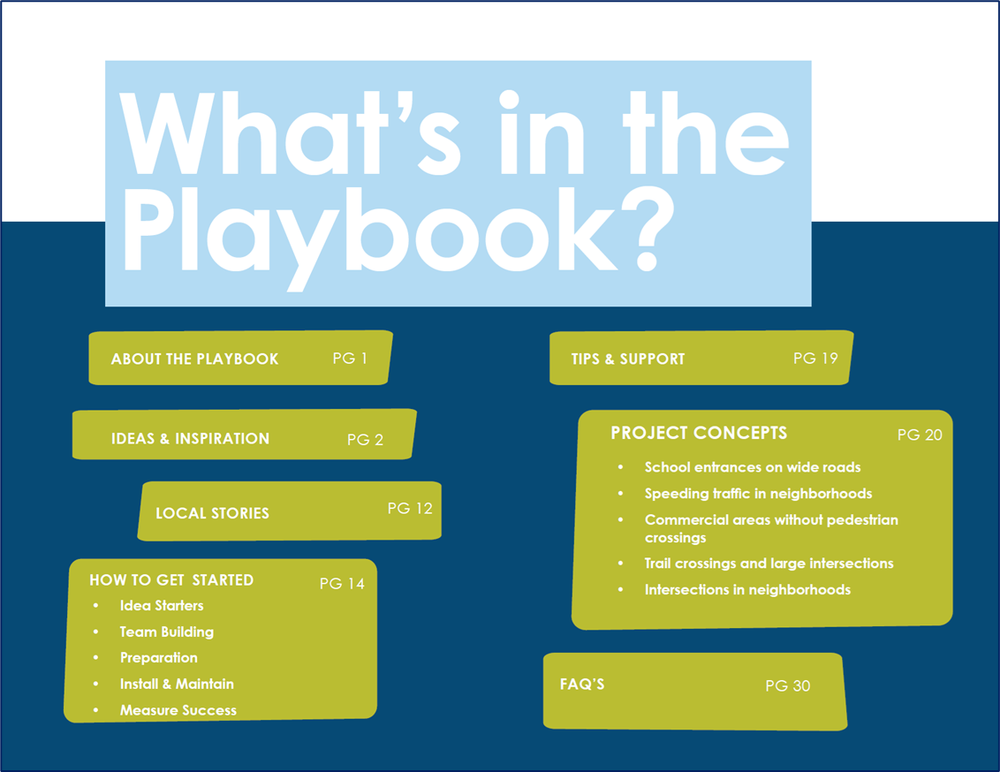 What's in the
Playbook?
ABOUT THE PLAYBOOK PG 1
IDEAS & INSPIRATION PG 2
LOCAL STORIES PG 12
HOW TO GET STARTED PG 14
• Idea Starters
• Team Building
• Preparation
• Install & Maintain
• Measure Success
TIPS & SUPPORT PG 19
PROJECT CONCEPTS PG 20
• School entrances on wide roads
• Speeding traffic in neighborhoods
• Commercial areas without pedestrian
crossings
• Trail crossings and large intersections
• Intersections in neighborhoods
FAQ'S PG 30